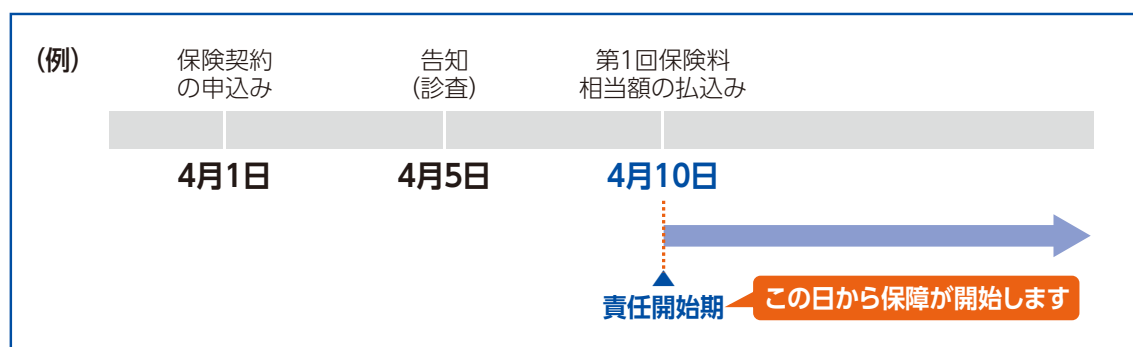 (例)
保険契約
の申込み
告知
(診査)
第1回保険料
相当額の払込み
4月1日
4月5日
4月10日
責任開始期
この日から保障が開始します